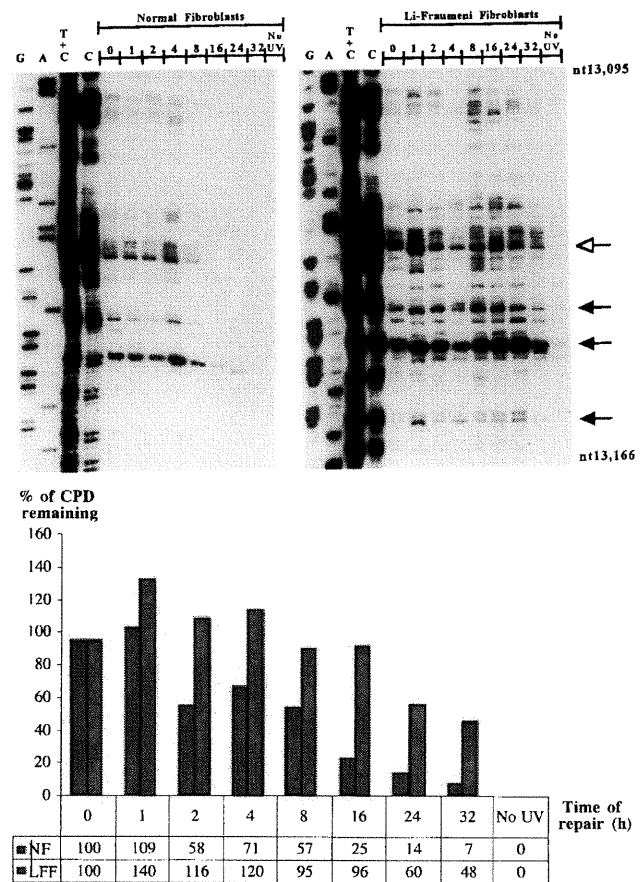 Normal Fibroblasts
G A T+C C 0 1 2 4 8 16 24 32 No UV
Li-Fraumeni Fibroblasts
G A T+C C 0 1 2 4 8 16 24 32 No UV
nt13,095
nt13,166
% of CPD
remaining
160
140
120
100
80
60
40
20
0
0 1 2 4 8 16 24 32 No UV
Time of
repair (h)
NF 100 109 58 71 57 25 14 7 0
LFF 100 140 116 120 95 96 60 48 0